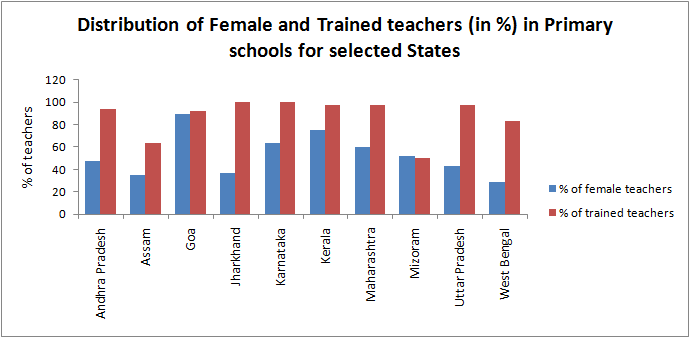 Distribution of Female and Trained teachers (in %) in Primary
schools for selected States
% of teachers
120
100
80
60
40
20
0
Andhra Pradesh
Assam
Goa
Jharkhand
Karnataka
Kerala
Maharashtra
Mizoram
Uttar Pradesh
West Bengal
% of female teachers
% of trained teachers